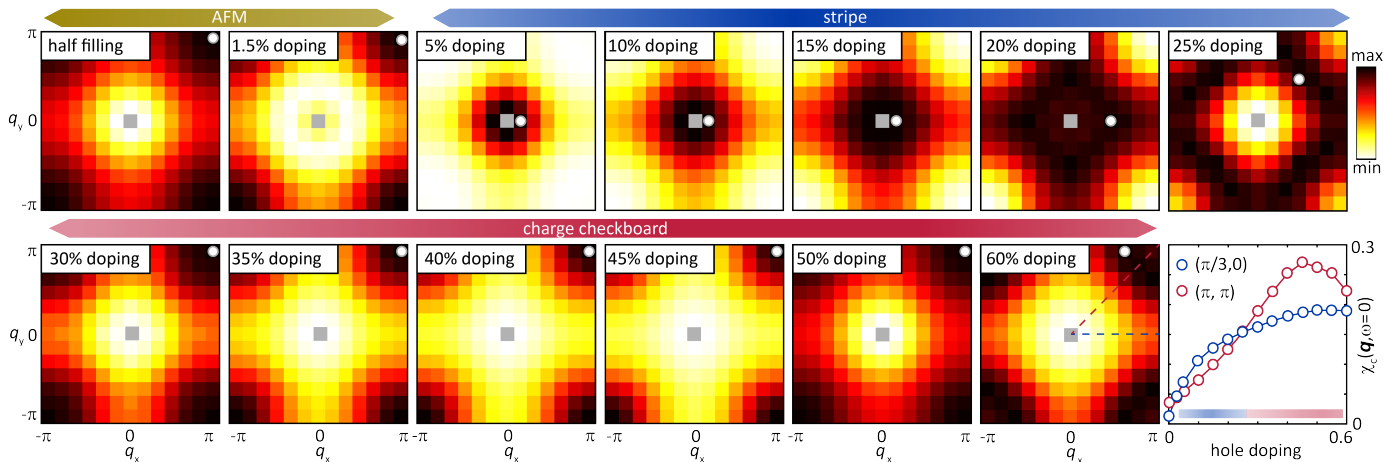 AFM
stripe
half filling
1.5% doping
5% doping
10% doping
15% doping
20% doping
25% doping
max
min
π
q_y 0
-π
charge checkboard
30% doping
35% doping
40% doping
45% doping
50% doping
60% doping
π
q_y 0
-π
-π 0 π
q_x
-π 0 π
q_x
-π 0 π
q_x
-π 0 π
q_x
-π 0 π
q_x
-π 0 π
q_x
(π/3,0)
(π, π)
0.3
0
χ_c(q,ω=0)
0 0.6
hole doping